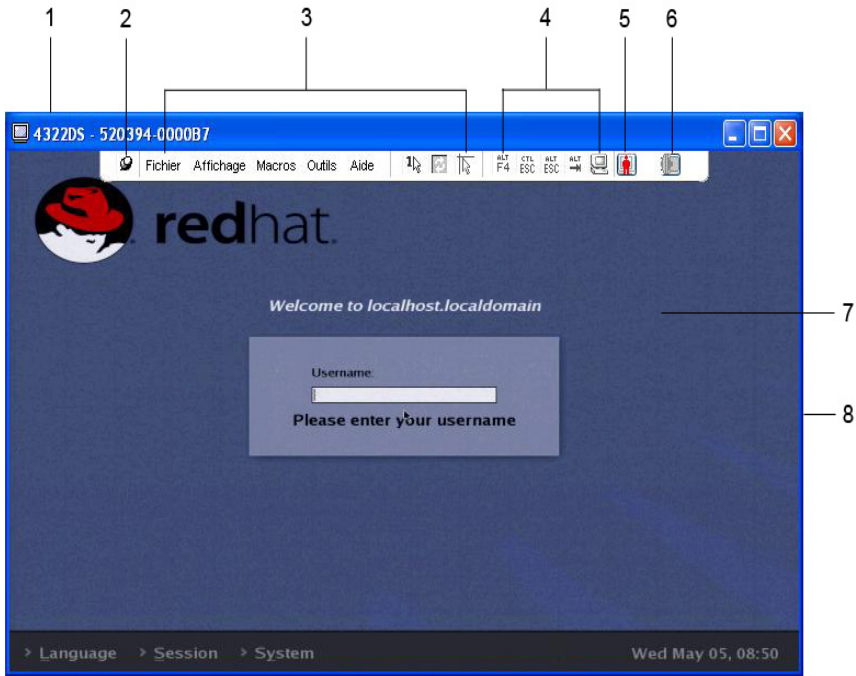 1 2 3 4 5 6
4322DS - 520394-0000B7
Fichier Affichage Macros Outils Aide 1 ALT F4 CTL ESC ALT ESC ALT
redhat.
Welcome to localhost.localdomain
7
Username:
8
Please enter your username
> Language > Session > System Wed May 05, 08:50